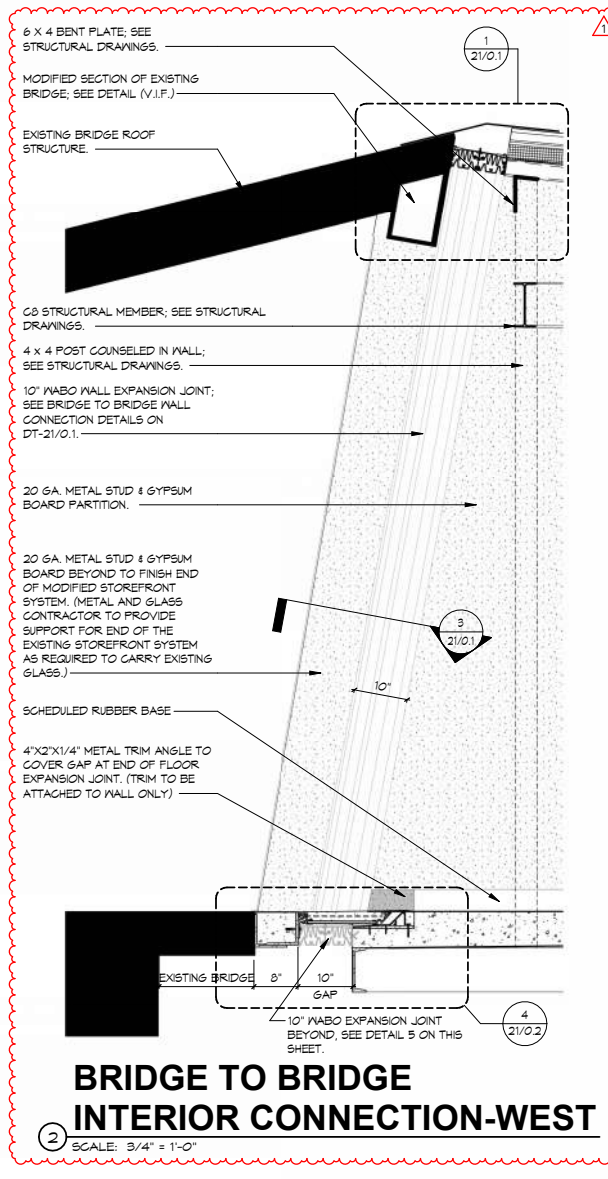 6 X 4 BENT PLATE; SEE
STRUCTURAL DRAWINGS.
1
21/0.1
1
MODIFIED SECTION OF EXISTING
BRIDGE; SEE DETAIL (V.I.F.)
EXISTING BRIDGE ROOF
STRUCTURE.
C8 STRUCTURAL MEMBER; SEE STRUCTURAL
DRAWINGS.
4 x 4 POST COUNSELED IN WALL;
SEE STRUCTURAL DRAWINGS.
10" WABO WALL EXPANSION JOINT;
SEE BRIDGE TO BRIDGE WALL
CONNECTION DETAILS ON
DT-21/0.1.
20 GA. METAL STUD & GYPSUM
BOARD PARTITION.
20 GA. METAL STUD & GYPSUM
BOARD BEYOND TO FINISH END
OF MODIFIED STOREFRONT
SYSTEM. (METAL AND GLASS
CONTRACTOR TO PROVIDE
SUPPORT FOR END OF THE
EXISTING STOREFRONT SYSTEM
AS REQUIRED TO CARRY EXISTING
GLASS.)
3
21/0.1
10"
SCHEDULED RUBBER BASE
4"X2"X1/4" METAL TRIM ANGLE TO
COVER GAP AT END OF FLOOR
EXPANSION JOINT. (TRIM TO BE
ATTACHED TO WALL ONLY)
EXISTING BRIDGE 8" 10"
GAP
10" WABO EXPANSION JOINT
BEYOND, SEE DETAIL 5 ON THIS
SHEET.
4
21/0.2
BRIDGE TO BRIDGE
INTERIOR CONNECTION-WEST
2
SCALE: 3/4" = 1'-0"